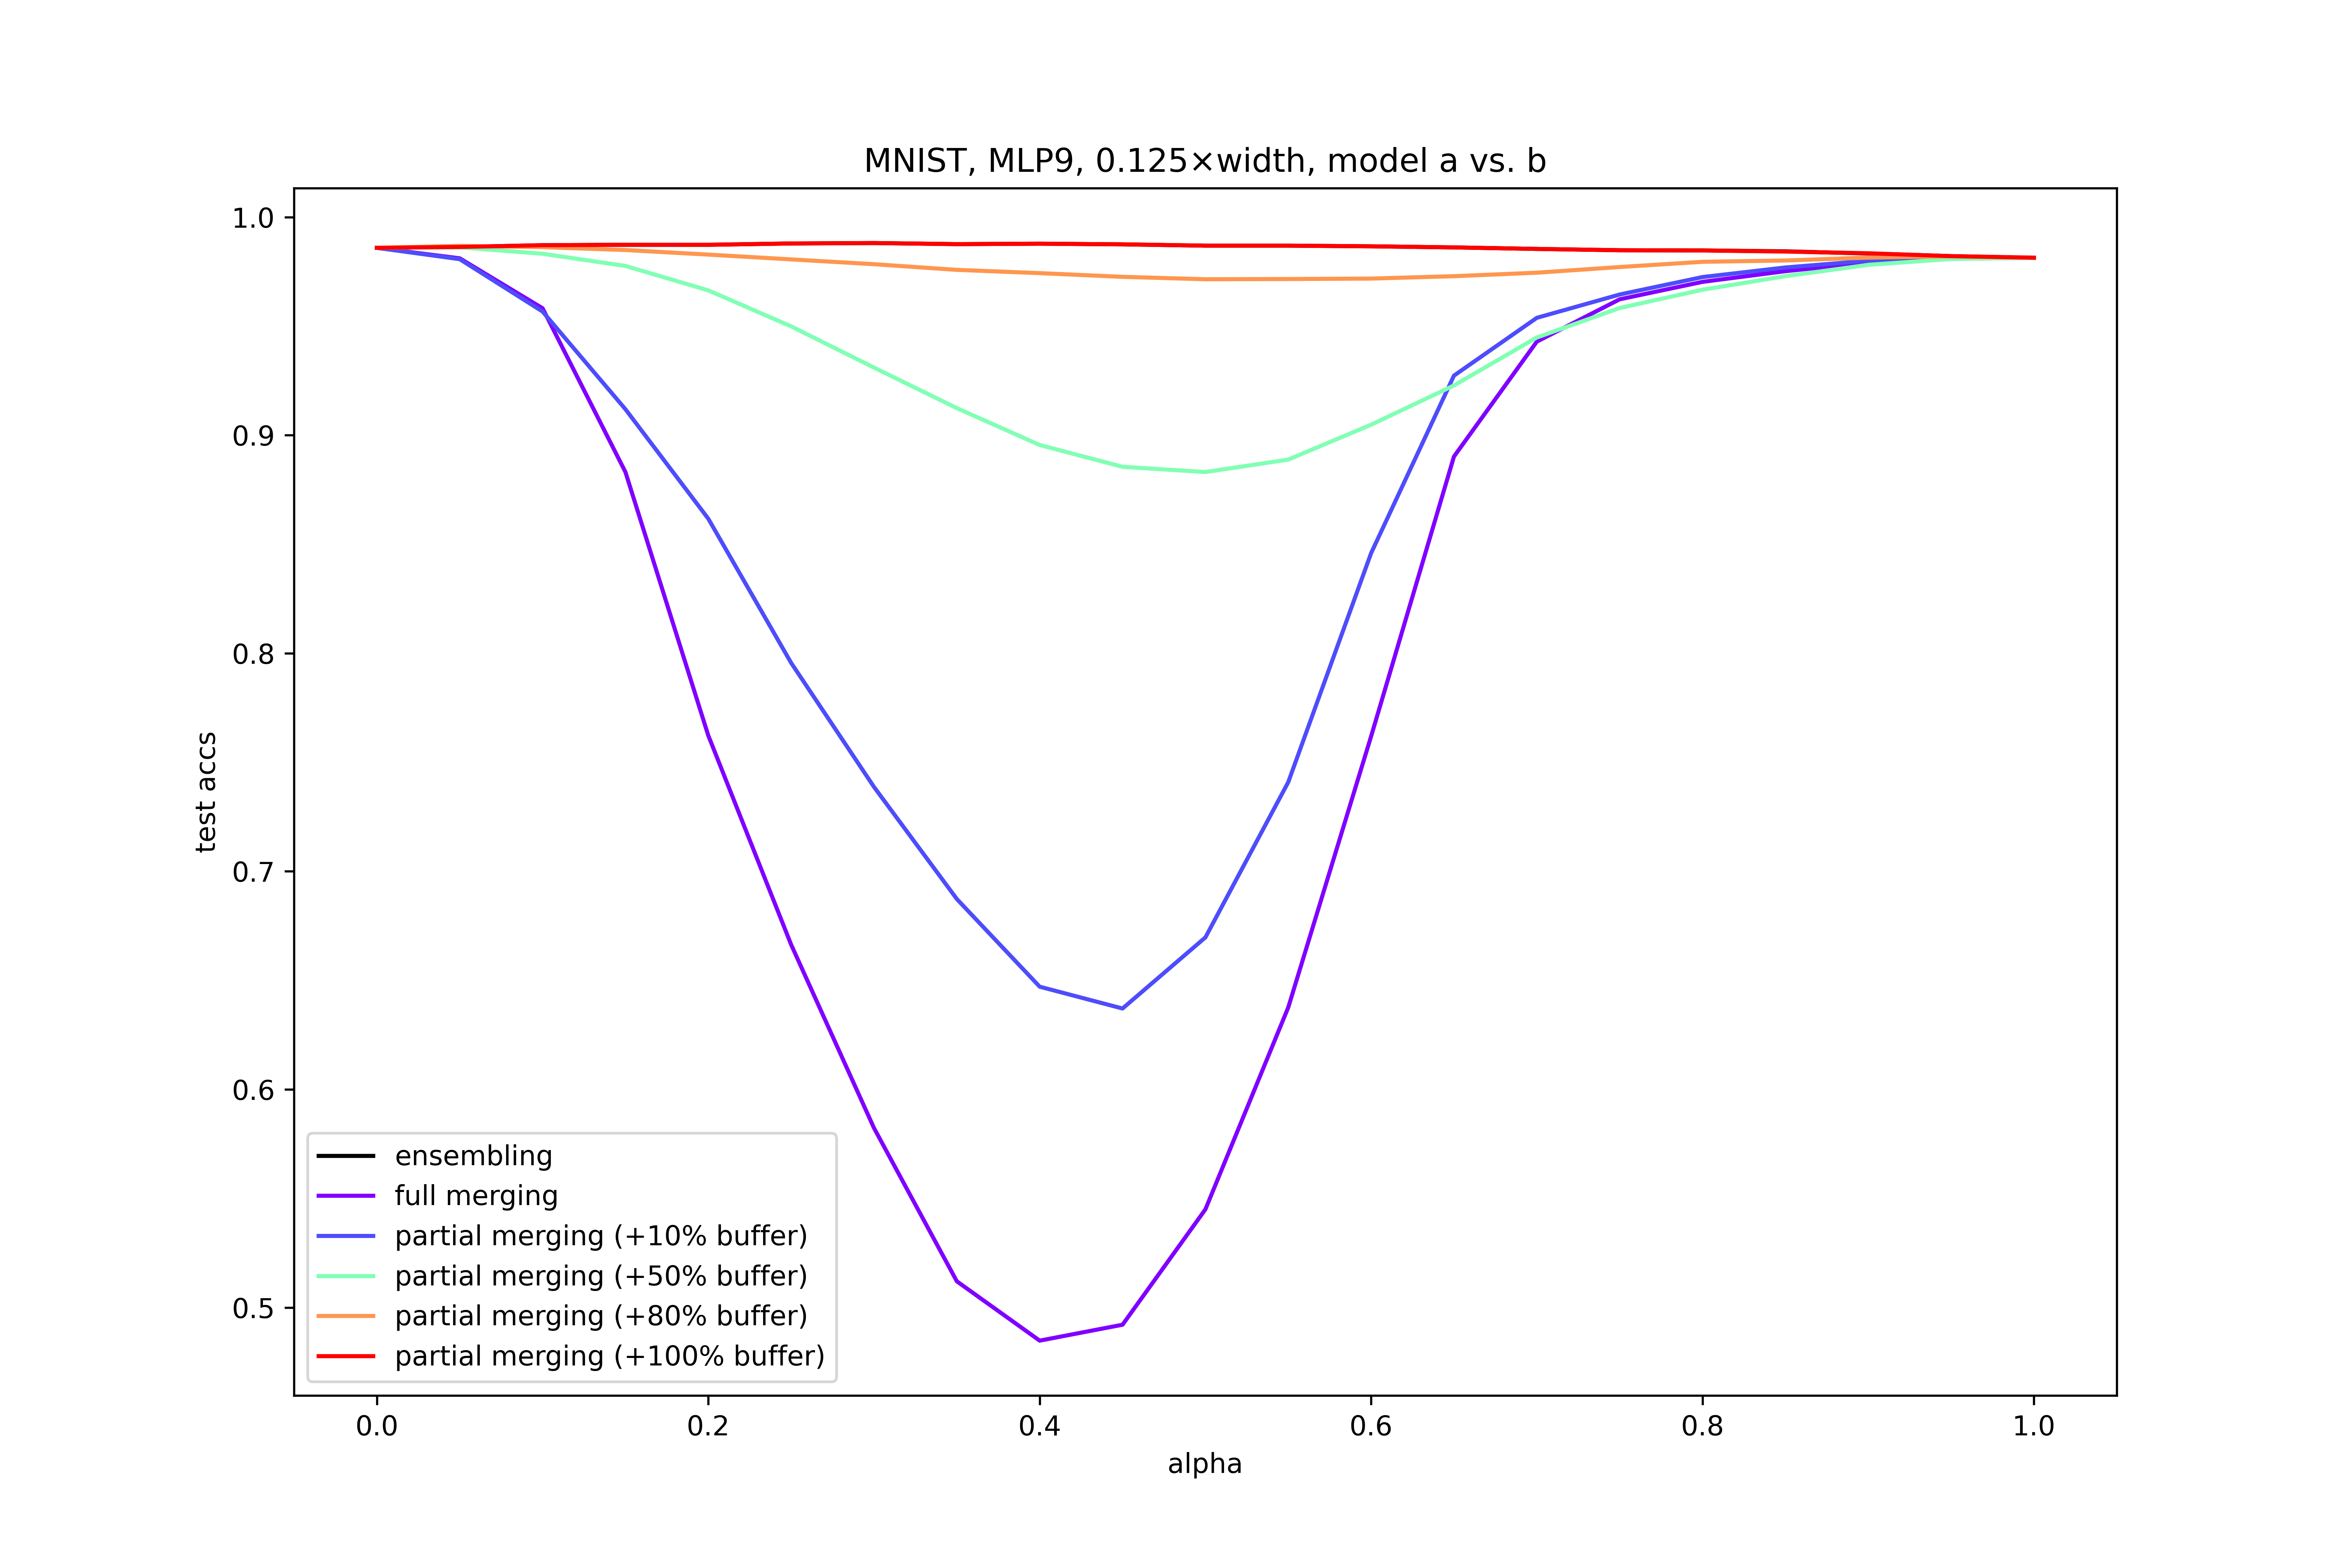 MNIST, MLP9, 0.125×width, model a vs. b
1.0
0.9
0.8
0.7
0.6
0.5
test accs
ensembling
full merging
partial merging (+10% buffer)
partial merging (+50% buffer)
partial merging (+80% buffer)
partial merging (+100% buffer)
0.0 0.2 0.4 0.6 0.8 1.0
alpha